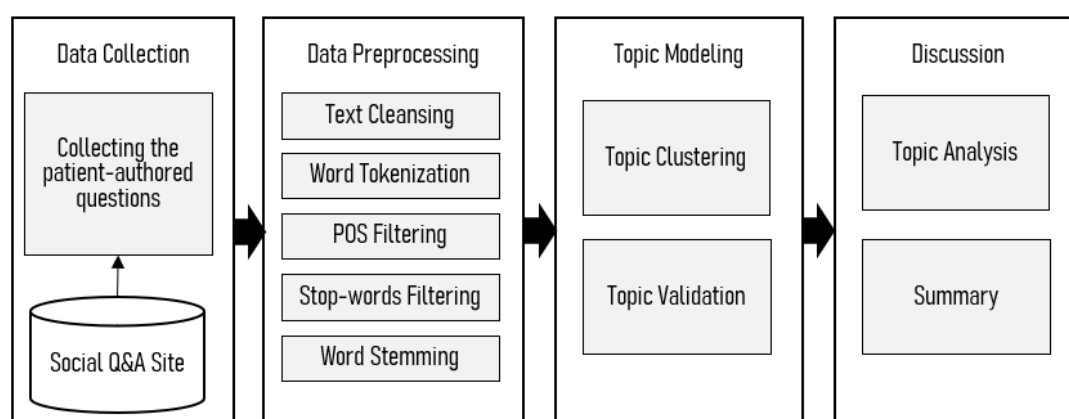 Data Collection
Collecting the
patient-authored
questions
Social Q&A Site
Data Preprocessing
Text Cleansing
Word Tokenization
POS Filtering
Stop-words Filtering
Word Stemming
Topic Modeling
Topic Clustering
Topic Validation
Discussion
Topic Analysis
Summary